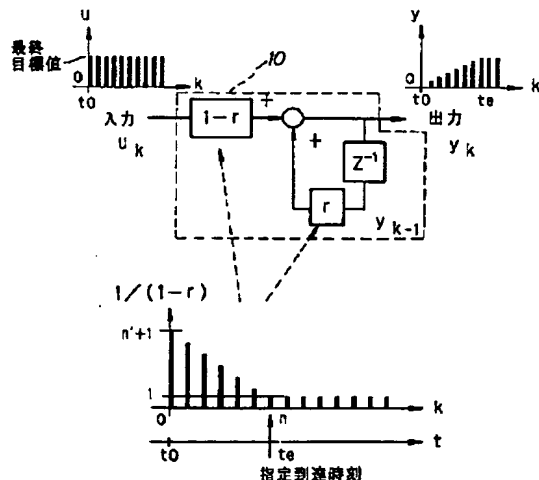 u
最終
目標値
0
t0
k
10
y
0
t0
te
k
入力
u k
1-r
+
+
Z⁻¹
r
出力
y k
y k-1
1/(1-r)
n'+1
1
0
n
k
t0
te
t
指定到達時刻